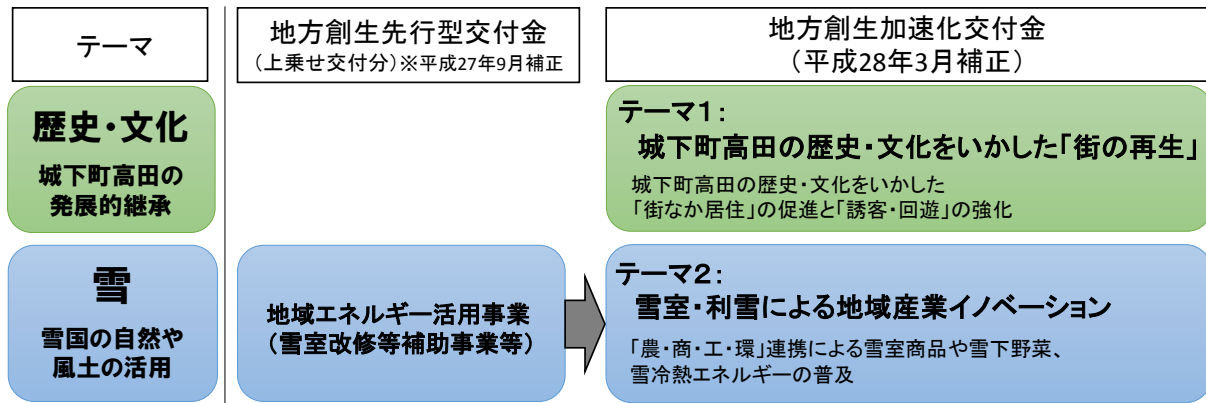 テーマ
地方創生先行型交付金
(上乗せ交付分)※平成27年9月補正
地方創生加速化交付金
(平成28年3月補正)
歴史・文化
城下町高田の
発展的継承
テーマ1:
城下町高田の歴史・文化をいかした「街の再生」
城下町高田の歴史・文化をいかした
「街なか居住」の促進と「誘客・回遊」の強化
雪
雪国の自然や
風土の活用
地域エネルギー活用事業
(雪室改修等補助事業等)
テーマ2:
雪室・利雪による地域産業イノベーション
「農・商・工・環」連携による雪室商品や雪下野菜、
雪冷熱エネルギーの普及